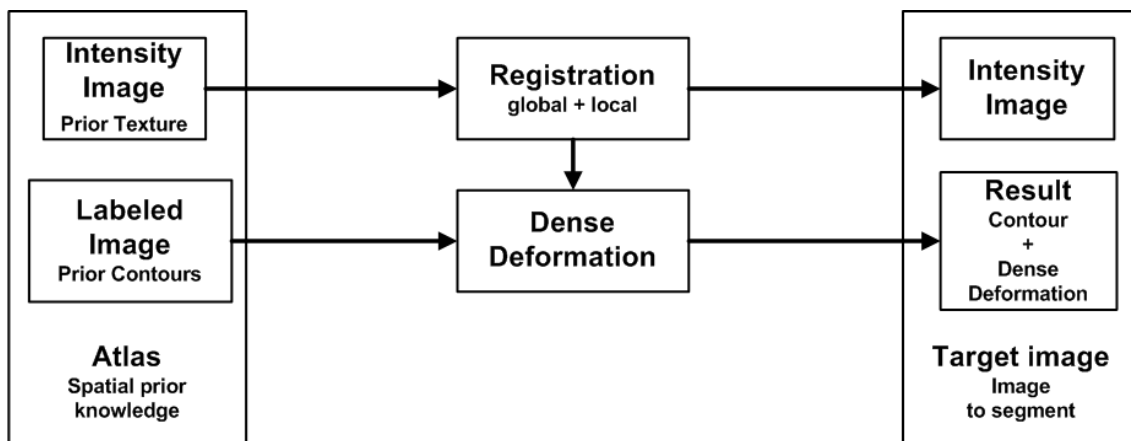 Intensity
Image
Prior Texture
Labeled
Image
Prior Contours
Atlas
Spatial prior
knowledge
Registration
global + local
Dense
Deformation
Intensity
Image
Result
Contour
+
Dense
Deformation
Target image
Image
to segment